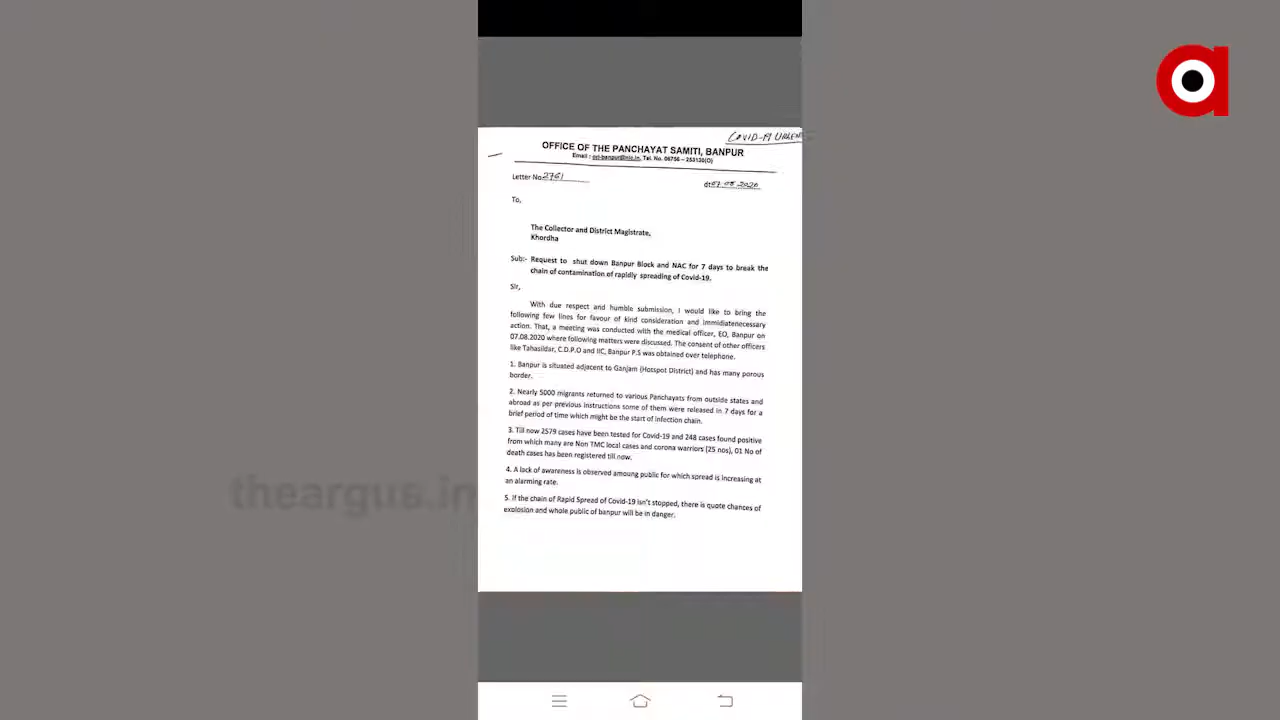 COVID-19 URGENT
OFFICE OF THE PANCHAYAT SAMITI, BANPUR
Email : ori-banpur@nic.in, Tel. No. 06756 – 253130(O)
Letter No. 2761
dt 07.08.2020
To,
The Collector and District Magistrate,
Khordha
Sub:- Request to shut down Banpur Block and NAC for 7 days to break the
chain of contamination of rapidly spreading of Covid-19.
Sir,
With due respect and humble submission, I would like to bring the
following few lines for favour of kind consideration and immidiatenecessary
action. That, a meeting was conducted with the medical officer, EO, Banpur on
07.08.2020 where following matters were discussed. The consent of other officers
like Tahasildar, C.D.P.O and IIC, Banpur P.S was obtained over telephone.
1. Banpur is situated adjacent to Ganjam (Hotspot District) and has many porous
border.
2. Nearly 5000 migrants returned to various Panchayats from outside states and
abroad as per previous instructions some of them were released in 7 days for a
brief period of time which might be the start of infection chain.
3. Till now 2579 cases have been tested for Covid-19 and 248 cases found positive
from which many are Non TMC local cases and corona warriors (25 nos), 01 No of
death cases has been registered till now.
4. A lack of awareness is observed amoung public for which spread is increasing at
an alarming rate.
5. If the chain of Rapid Spread of Covid-19 isn't stopped, there is quote chances of
explosion and whole public of banpur will be in danger.
theargus.in